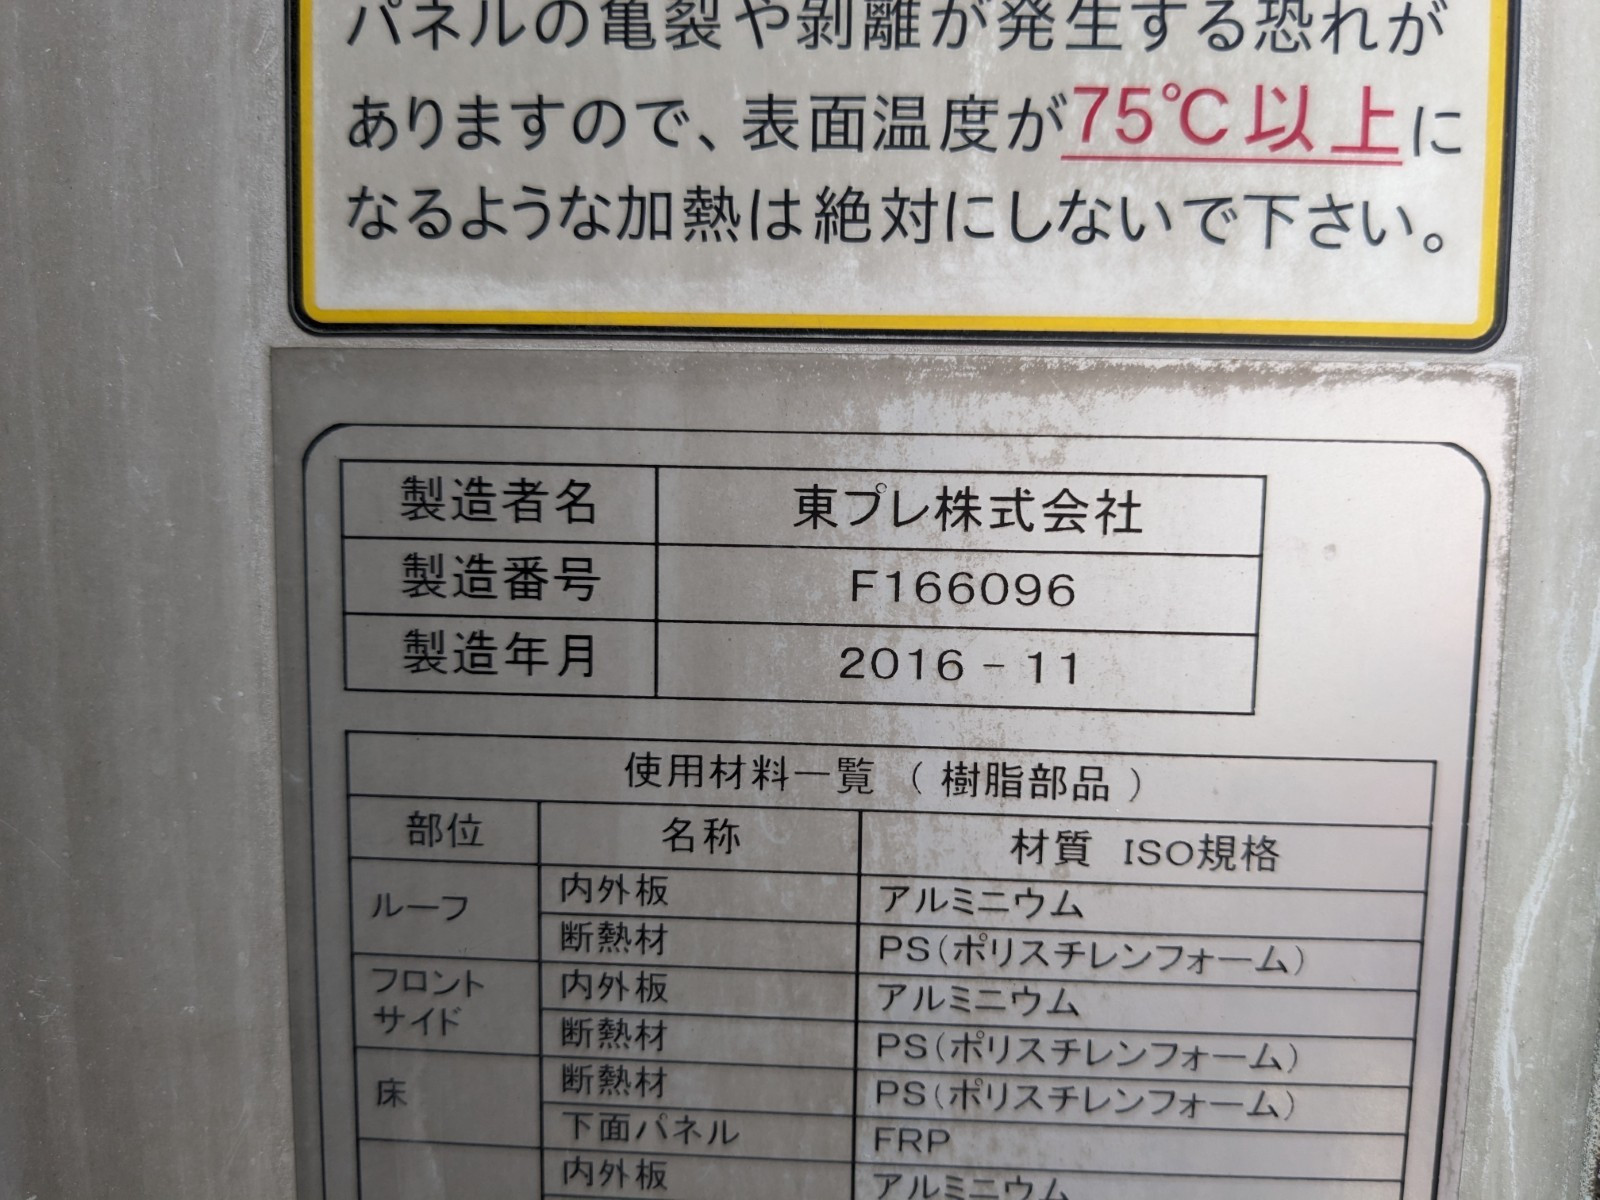 パネルの亀裂や剥離が発生する恐れが
ありますので、表面温度が75℃以上に
なるような加熱は絶対にしないで下さい。
製造者名 東プレ株式会社
製造番号 F166096
製造年月 2016-11
使用材料一覧（樹脂部品）
部位 名称 材質 ISO規格
ルーフ 内外板 アルミニウム
断熱材 PS(ポリスチレンフォーム)
フロント
サイド 内外板 アルミニウム
断熱材 PS(ポリスチレンフォーム)
床 断熱材 PS(ポリスチレンフォーム)
下面パネル FRP
内外板 アルミニウム